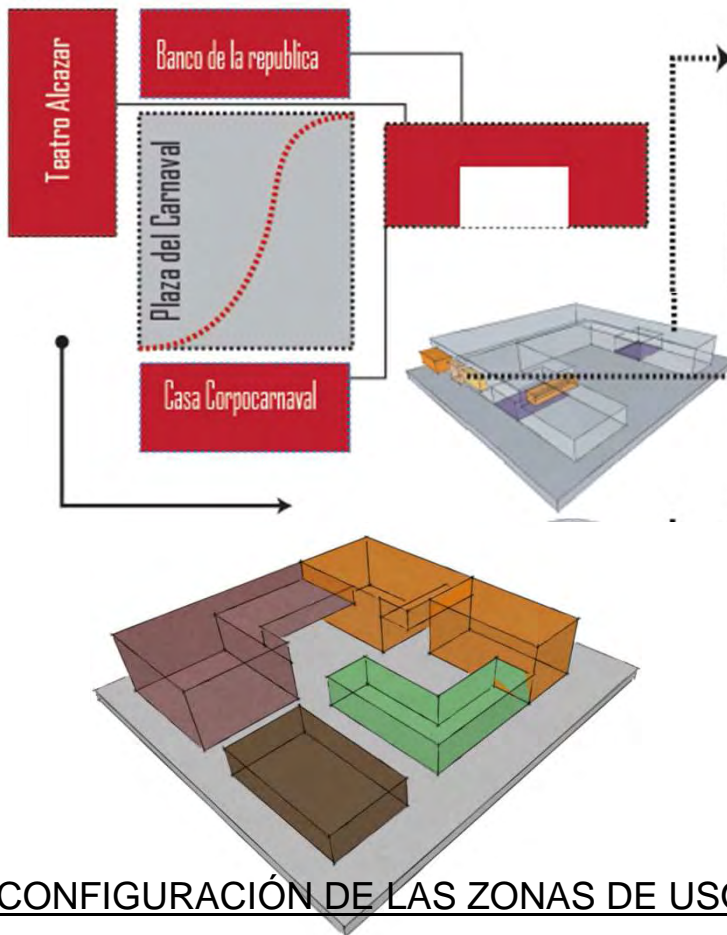 Teatro Alcazar
Banco de la republica
Plaza del Carnaval
Casa Corpocarnaval
CONFIGURACIÓN DE LAS ZONAS DE USO